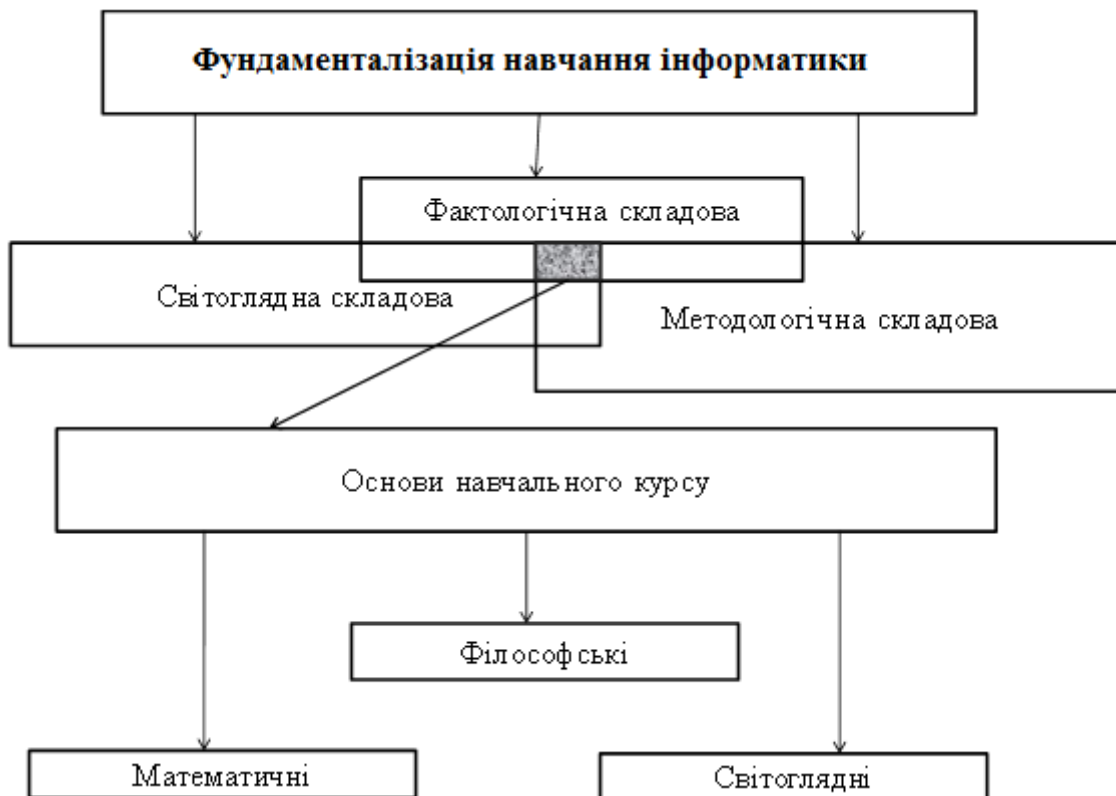 Фундаменталізація навчання інформатики
Фактологічна складова
Світоглядна складова
Методологічна складова
Основи навчального курсу
Філософські
Математичні
Світоглядні